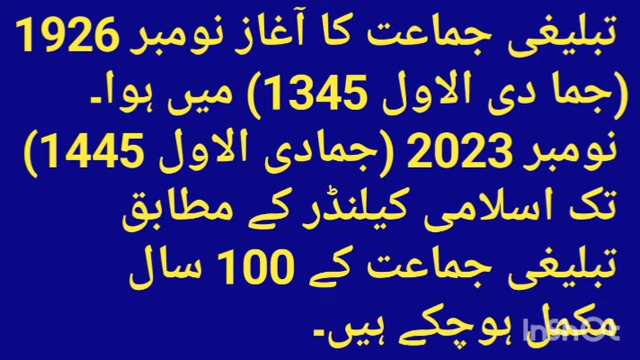 تبلیغی جماعت کا آغاز نومبر 1926
(جما دی الاول 1345) میں ہوا۔
نومبر 2023 (جمادی الاول 1445)
تک اسلامی کیلنڈر کے مطابق
تبلیغی جماعت کے 100 سال
مکمل ہوچکے ہیں۔
InShOt